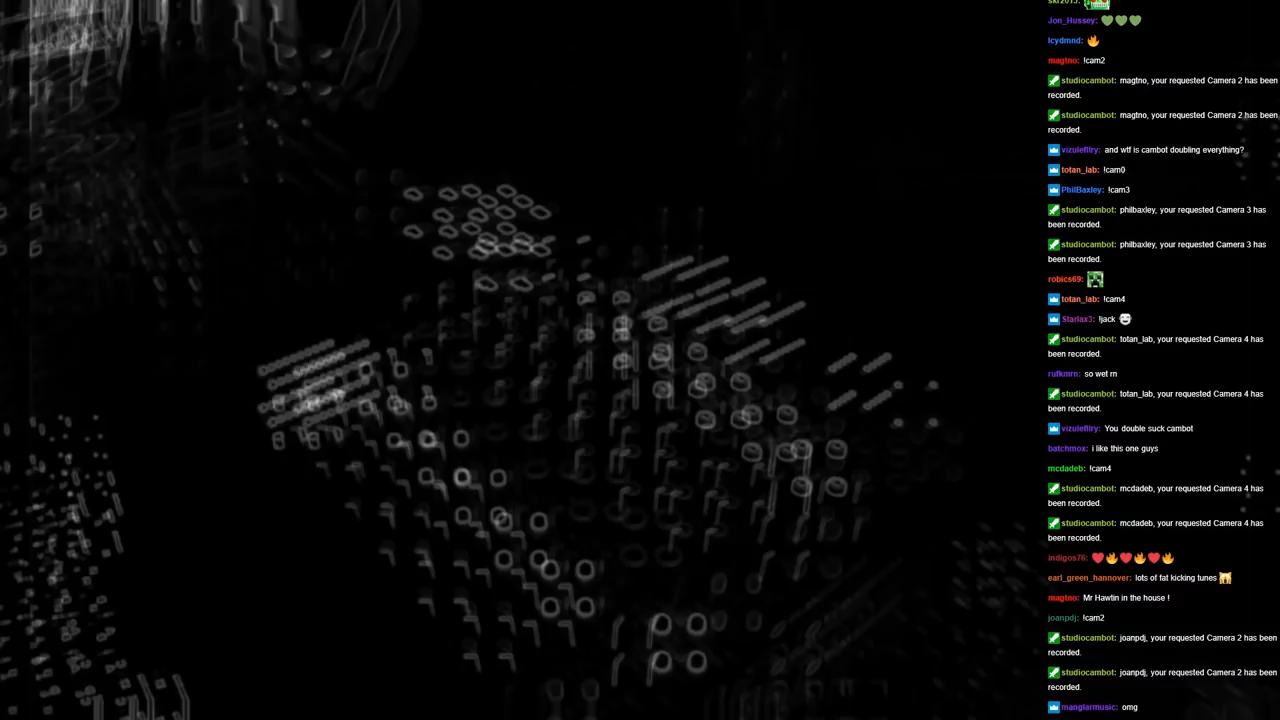 Jon_Hussey: 💚💚💚
Icydmnd: 🔥
magtno: !cam2
studiocambot: magtno, your requested Camera 2 has been
recorded.
studiocambot: magtno, your requested Camera 2 has been
recorded.
vizulefllry: and wtf is cambot doubling everything?
totan_lab: !cam0
PhilBaxley: !cam3
studiocambot: philbaxley, your requested Camera 3 has
been recorded.
studiocambot: philbaxley, your requested Camera 3 has
been recorded.
robics69:
totan_lab: !cam4
Starlax3: !jack
studiocambot: totan_lab, your requested Camera 4 has
been recorded.
rufkmrn: so wet rn
studiocambot: totan_lab, your requested Camera 4 has
been recorded.
vizulefllry: You double suck cambot
batchmox: i like this one guys
mcdadeb: !cam4
studiocambot: mcdadeb, your requested Camera 4 has
been recorded.
studiocambot: mcdadeb, your requested Camera 4 has
been recorded.
indigos76: ❤️🔥❤️🔥❤️🔥
earl_green_hannover: lots of fat kicking tunes 🙀
magtno: Mr Hawtin in the house !
joanpdj: !cam2
studiocambot: joanpdj, your requested Camera 2 has been
recorded.
studiocambot: joanpdj, your requested Camera 2 has been
recorded.
manglarmusic: omg